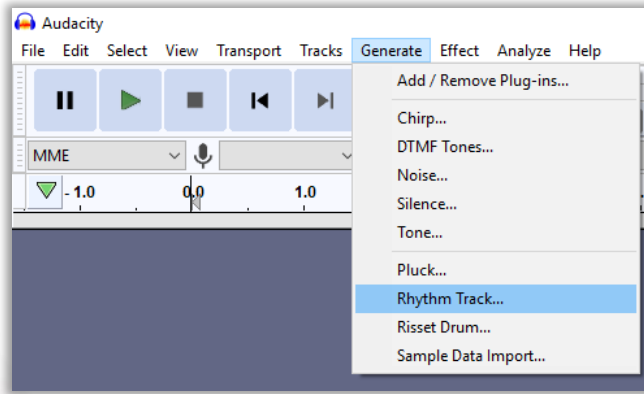 Audacity
File Edit Select View Transport Tracks Generate Effect Analyze Help
Add / Remove Plug-ins...
Chirp...
DTMF Tones...
Noise...
Silence...
Tone...
Pluck...
Rhythm Track...
Risset Drum...
Sample Data Import...
MME
- 1.0 0.0 1.0